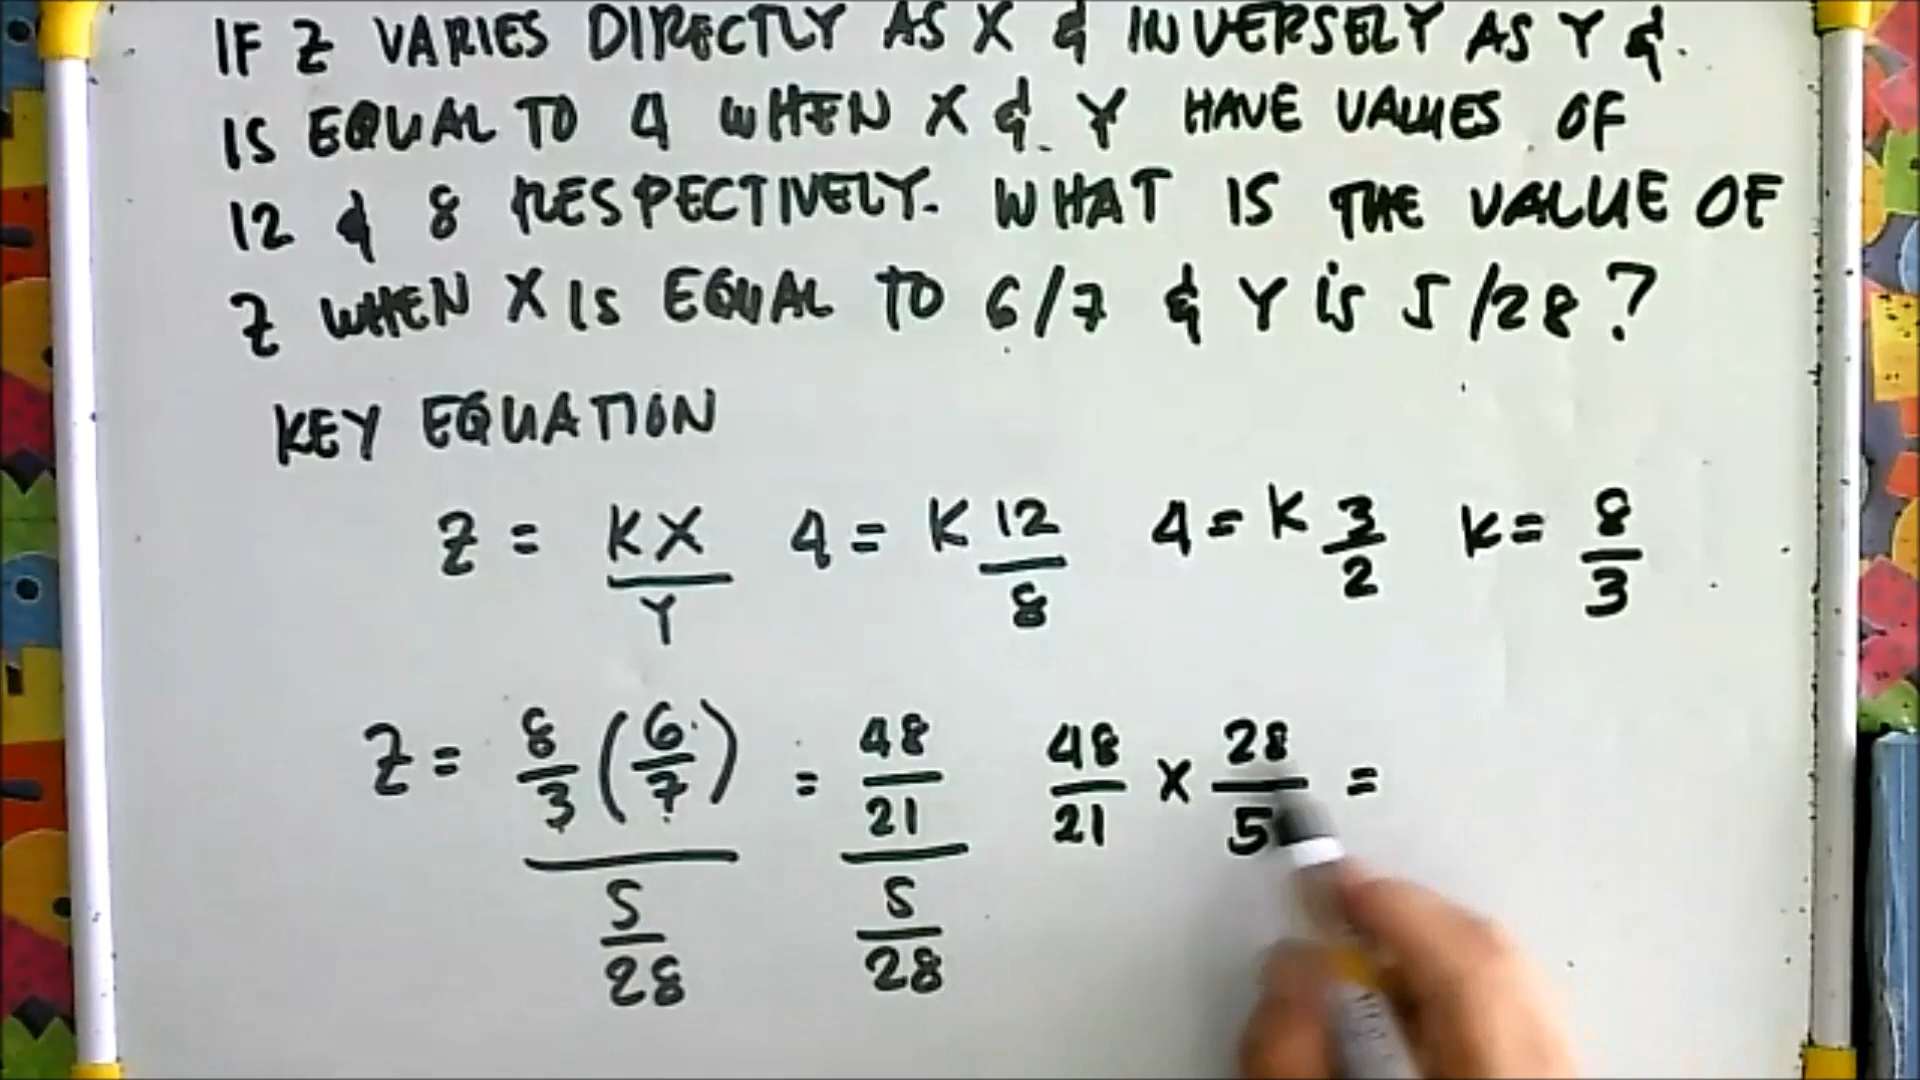 IF Z VARIES DIRECTLY AS X & INVERSELY AS Y &
IS EQUAL TO 4 WHEN X & Y HAVE VALUES OF
12 & 8 RESPECTIVELY. WHAT IS THE VALUE OF
Z WHEN X IS EQUAL TO 6/7 & Y is 5/28?
KEY EQUATION
Z = KX/Y 4 = K 12/8 4 = K 3/2 K = 8/3
Z = 8/3 (6/7) / 5/28 = 48/21 / 5/28 48/21 X 28/5 =